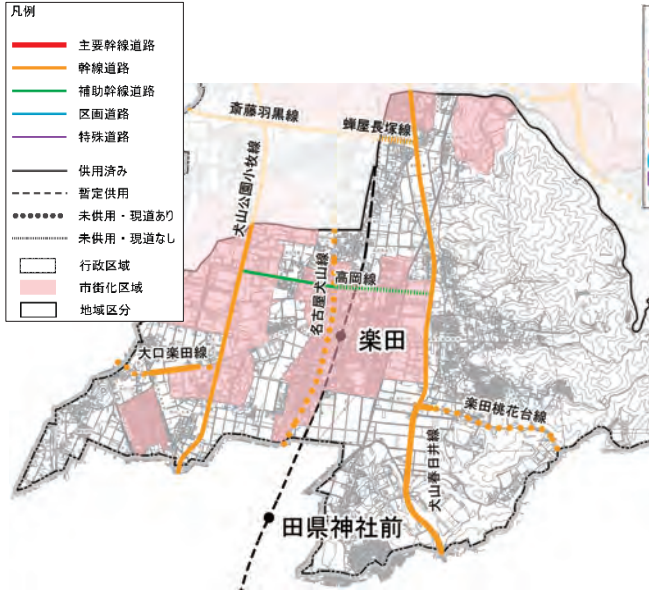 凡例
主要幹線道路
幹線道路
補助幹線道路
区画道路
特殊道路
供用済み
暫定供用
未供用・現道あり
未供用・現道なし
行政区域
市街化区域
地域区分
斎藤羽黒線
蝉屋長塚線
犬山公園小牧線
名古屋犬山線
高岡線
楽田
大口楽田線
楽田桃花台線
犬山春日井線
田県神社前